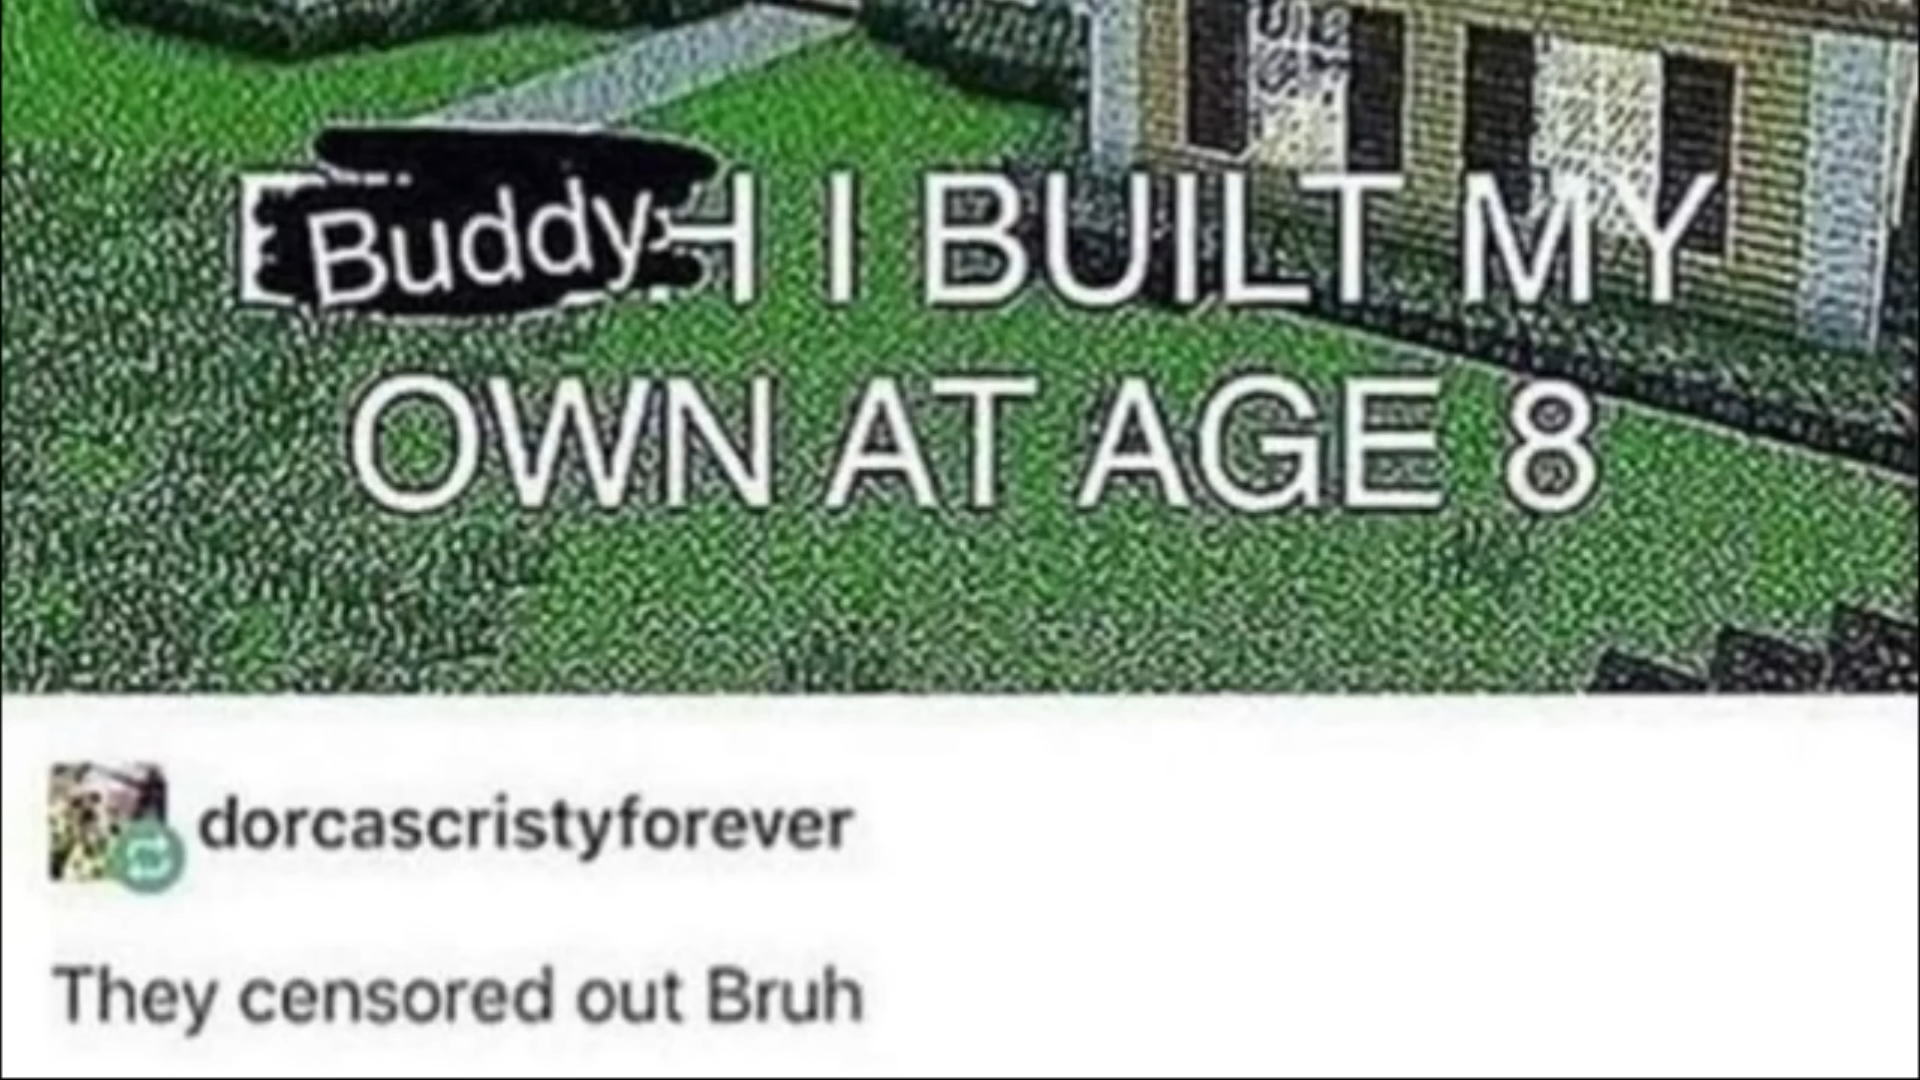 Buddy H I BUILT MY
OWN AT AGE 8
dorcascristyforever
They censored out Bruh